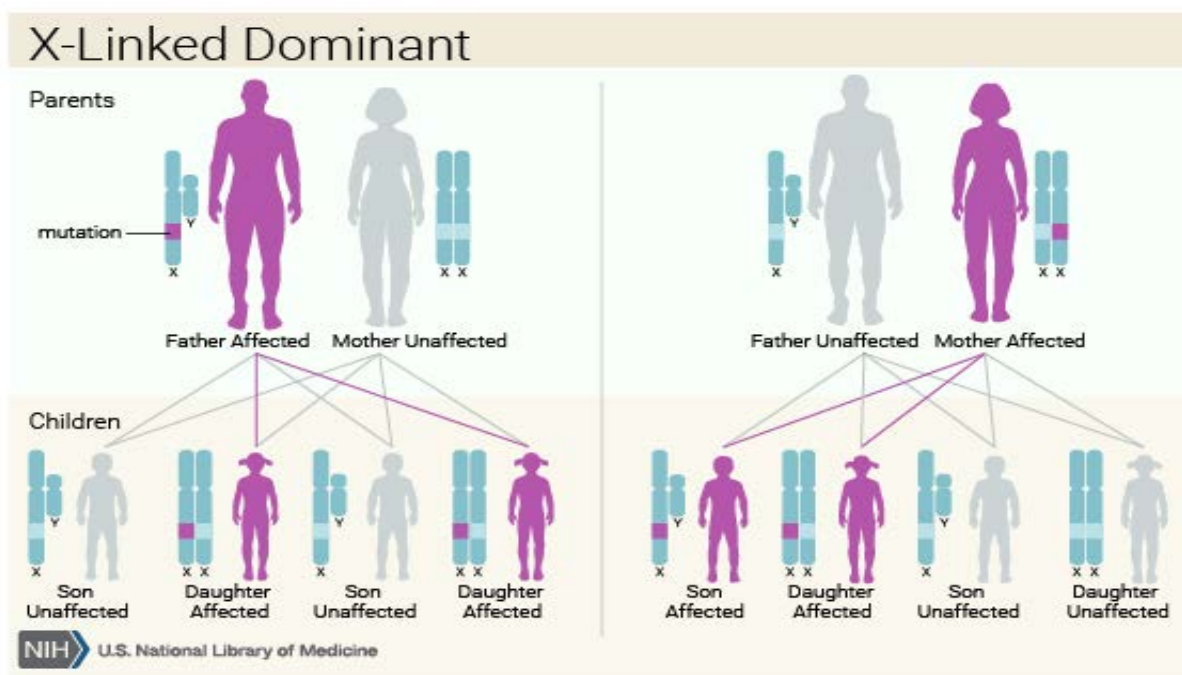 X-Linked Dominant
Parents
Y
mutation
X
X X
Father Affected
Mother Unaffected
Y
X
X X
Father Unaffected
Mother Affected
Children
Y
X
Son
Unaffected
X X
Daughter
Affected
Y
X
Son
Unaffected
X X
Daughter
Affected
Y
X
Son
Affected
X X
Daughter
Affected
Y
X
Son
Unaffected
X X
Daughter
Unaffected
NIH U.S. National Library of Medicine